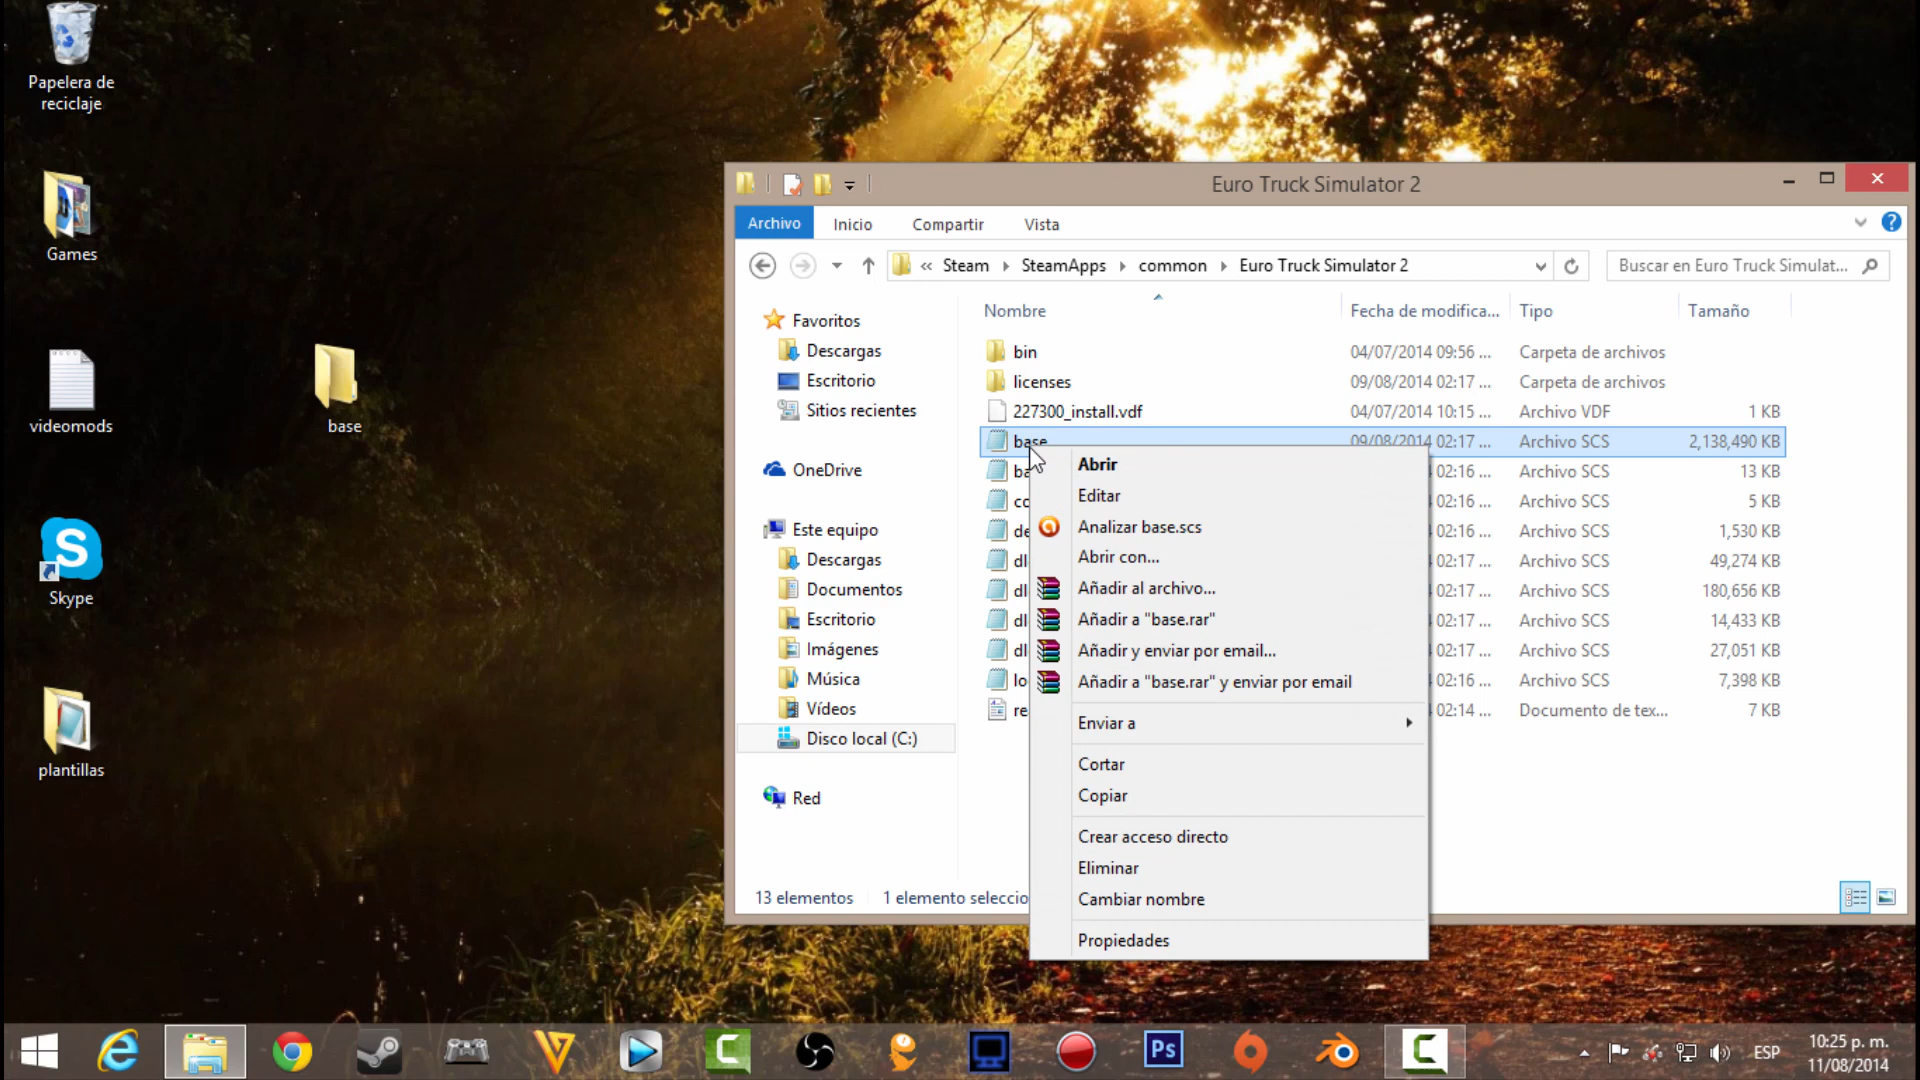 Papelera de
reciclaje
Games
videomods
base
Skype
plantillas
Euro Truck Simulator 2
Archivo
Inicio
Compartir
Vista
« Steam SteamApps common Euro Truck Simulator 2
Buscar en Euro Truck Simulat...
Favoritos
Descargas
Escritorio
Sitios recientes
OneDrive
Este equipo
Descargas
Documentos
Escritorio
Imágenes
Música
Vídeos
Disco local (C:)
Red
Nombre Fecha de modifica... Tipo Tamaño
bin 04/07/2014 09:56 ... Carpeta de archivos
licenses 09/08/2014 02:17 ... Carpeta de archivos
227300_install.vdf 04/07/2014 10:15 ... Archivo VDF 1 KB
base 09/08/2014 02:17 ... Archivo SCS 2,138,490 KB
ba 02:16 ... Archivo SCS 13 KB
co 02:16 ... Archivo SCS 5 KB
de 02:17 ... Archivo SCS 1,530 KB
dl 02:17 ... Archivo SCS 49,274 KB
dl 02:16 ... Archivo SCS 180,656 KB
dl 02:17 ... Archivo SCS 14,433 KB
dl 02:17 ... Archivo SCS 27,051 KB
lo 02:16 ... Archivo SCS 7,398 KB
re 02:14 ... Documento de tex... 7 KB
Abrir
Editar
Analizar base.scs
Abrir con...
Añadir al archivo...
Añadir a "base.rar"
Añadir y enviar por email...
Añadir a "base.rar" y enviar por email
Enviar a
Cortar
Copiar
Crear acceso directo
Eliminar
Cambiar nombre
Propiedades
13 elementos 1 elemento seleccio
Ps
ESP
10:25 p. m.
11/08/2014